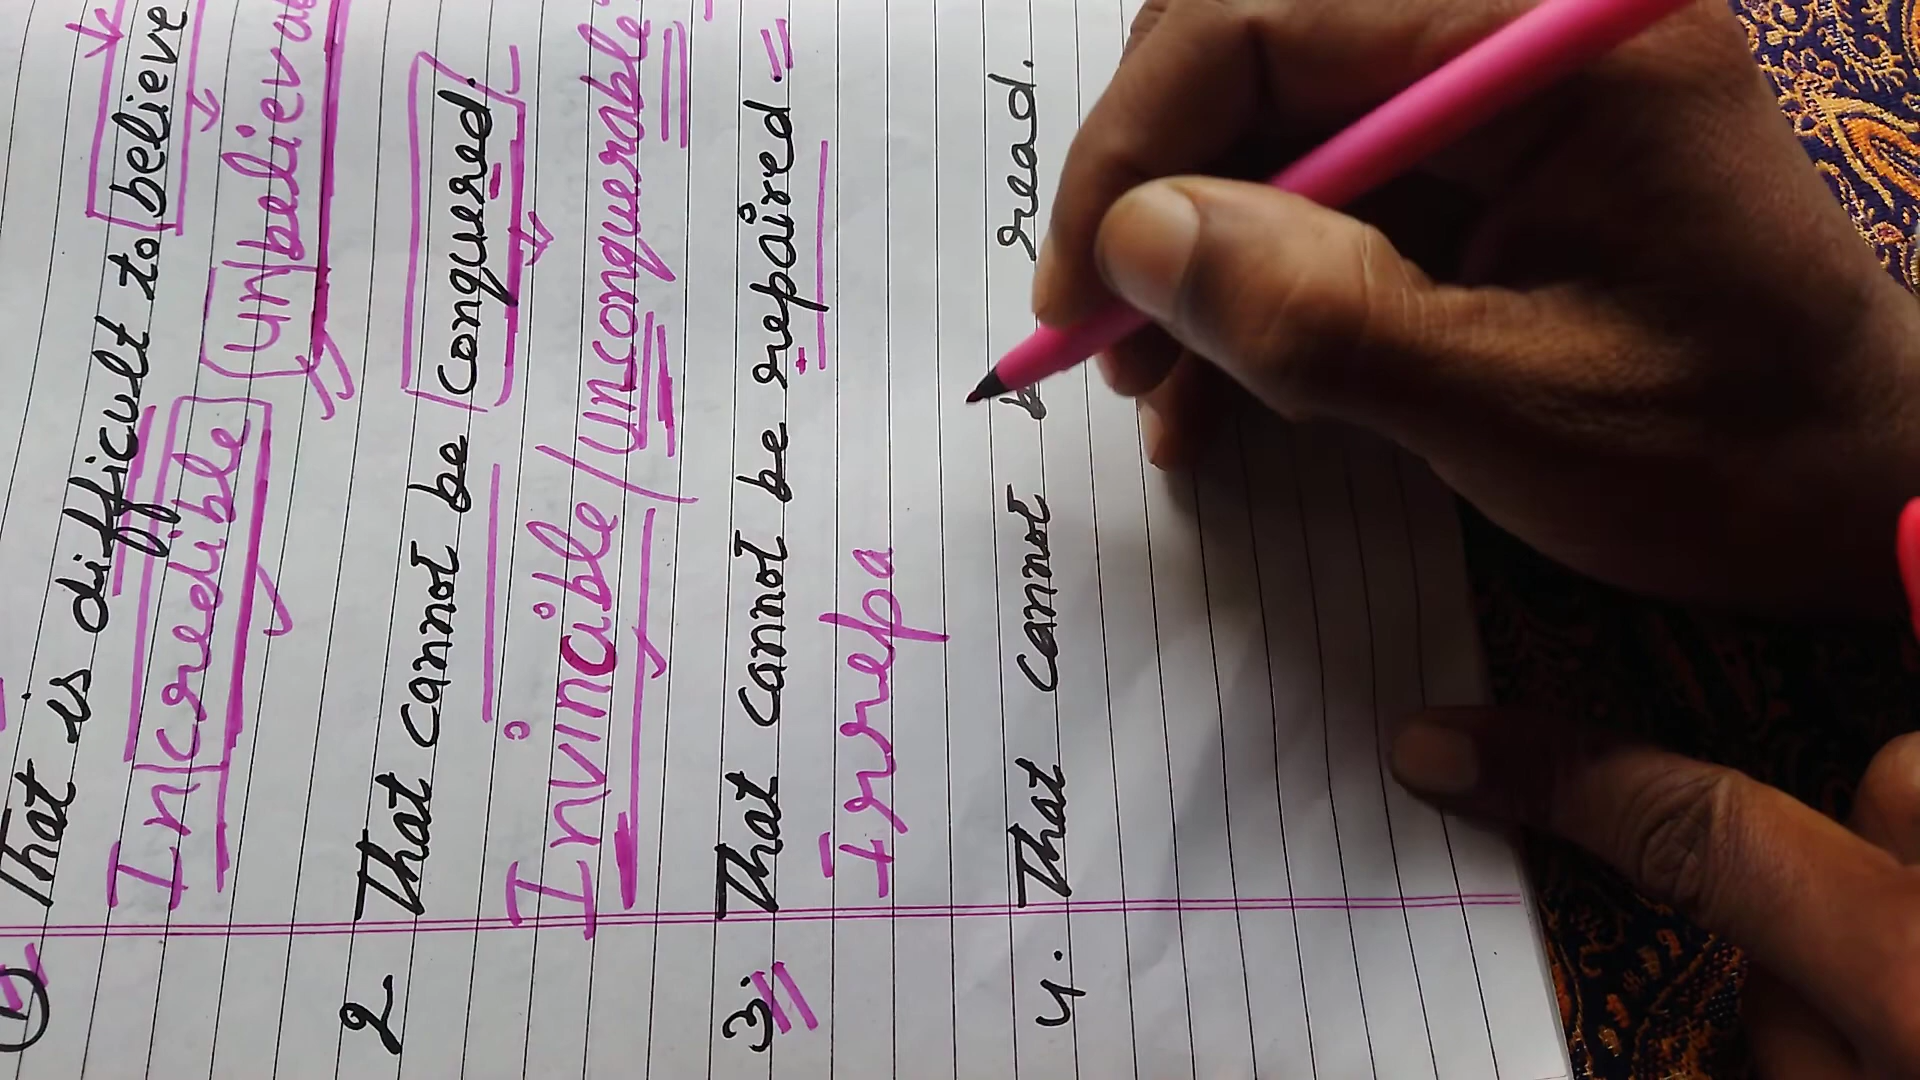 ① That is difficult to believe
Incredible unbelieva
2. That cannot be conquered.
Invincible / unconquerable
③. That cannot be repaired.
Irrepa
4. That cannot read.